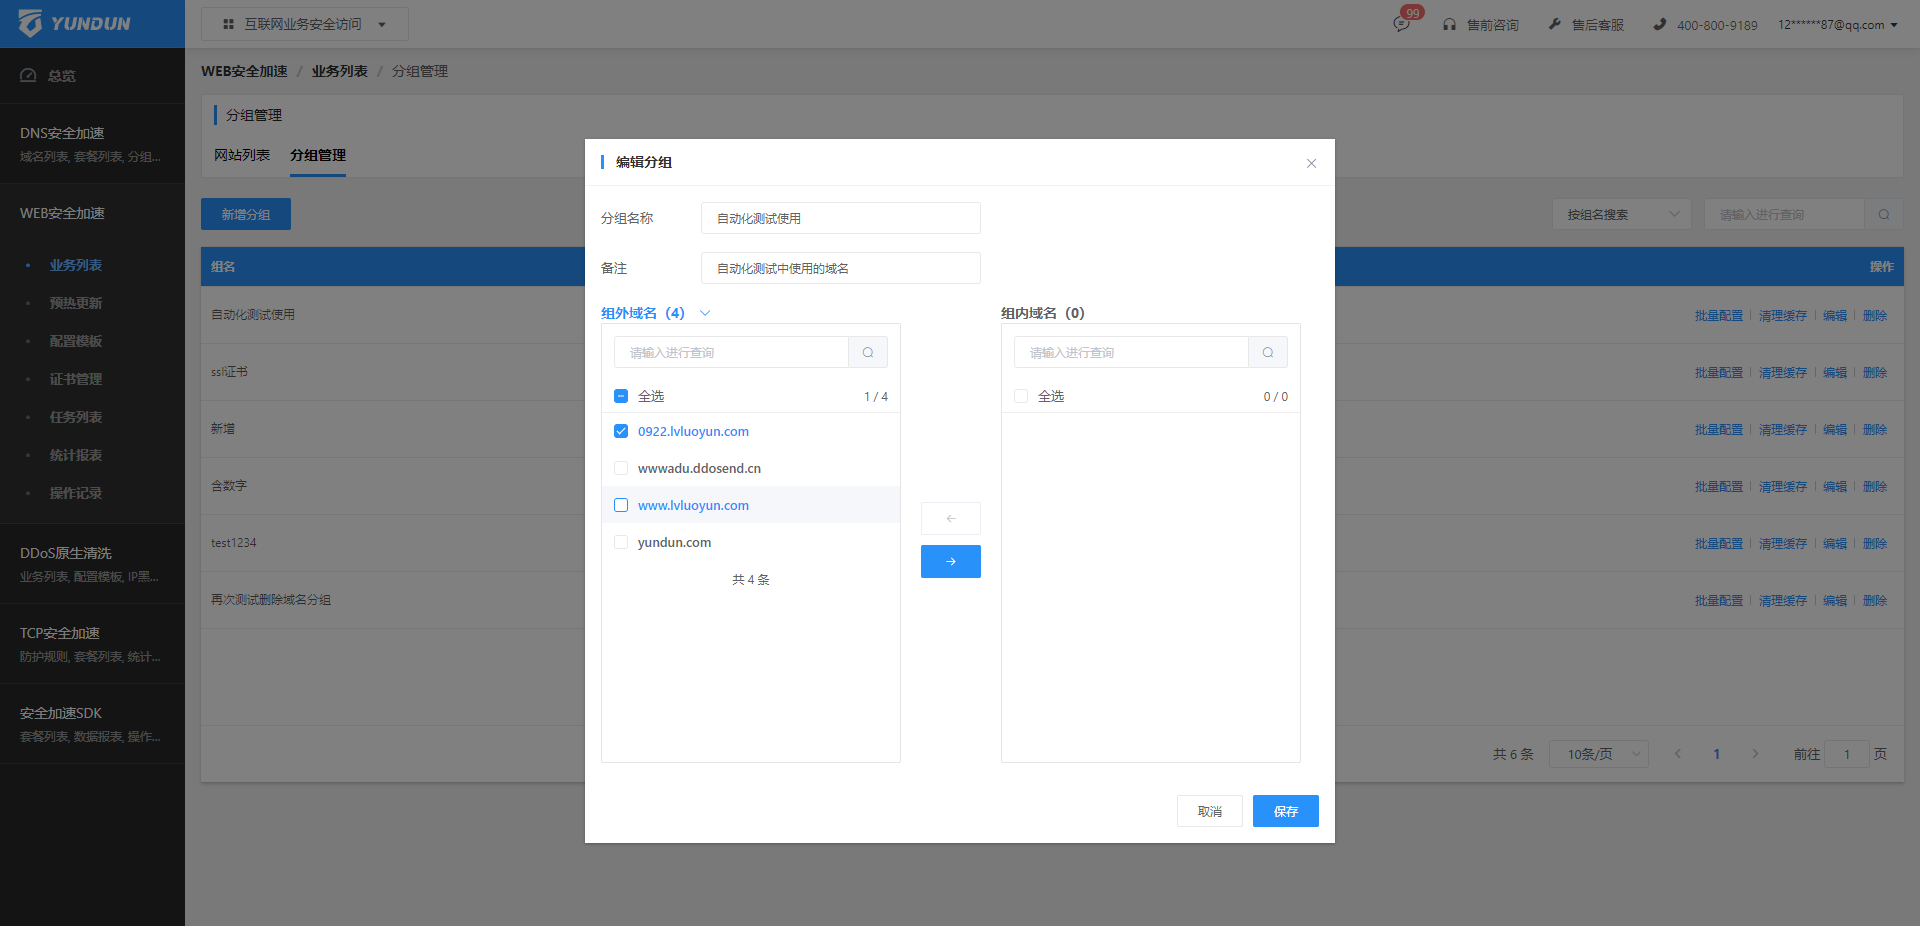 YUNDUN
互联网业务安全访问
99
售前咨询
售后客服
400-800-9189
12******87@qq.com
总览
DNS安全加速
域名列表, 套餐列表, 分组...
WEB安全加速
业务列表
预热更新
配置模板
证书管理
任务列表
统计报表
操作记录
DDoS原生清洗
业务列表, 配置模板, IP黑...
TCP安全加速
防护规则, 套餐列表, 统计...
安全加速SDK
套餐列表, 数据报表, 操作...
WEB安全加速 / 业务列表 / 分组管理
分组管理
网站列表 分组管理
新增分组
按组名搜索
请输入进行查询
组名 操作
自动化测试使用 批量配置 清理缓存 编辑 删除
ssl证书 批量配置 清理缓存 编辑 删除
新增 批量配置 清理缓存 编辑 删除
含数字 批量配置 清理缓存 编辑 删除
test1234 批量配置 清理缓存 编辑 删除
再次测试删除域名分组 批量配置 清理缓存 编辑 删除
共 6 条 10条/页 1 前往 1 页
编辑分组
分组名称 自动化测试使用
备注 自动化测试中使用的域名
组外域名（4）
请输入进行查询
全选 1 / 4
0922.lvluoyun.com
wwwadu.ddosend.cn
www.lvluoyun.com
yundun.com
共 4 条
组内域名（0）
请输入进行查询
全选 0 / 0
取消 保存